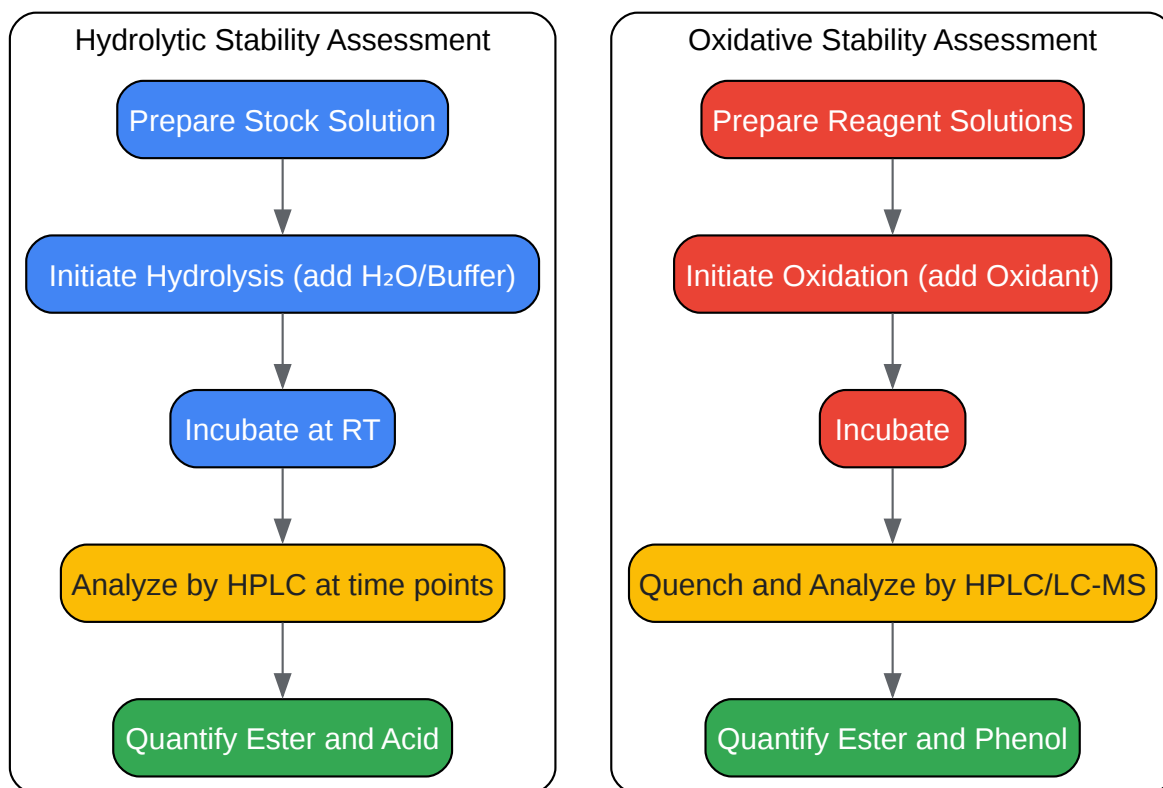 Hydrolytic Stability Assessment
Prepare Stock Solution
Initiate Hydrolysis (add H₂O/Buffer)
Incubate at RT
Analyze by HPLC at time points
Quantify Ester and Acid
Oxidative Stability Assessment
Prepare Reagent Solutions
Initiate Oxidation (add Oxidant)
Incubate
Quench and Analyze by HPLC/LC-MS
Quantify Ester and Phenol